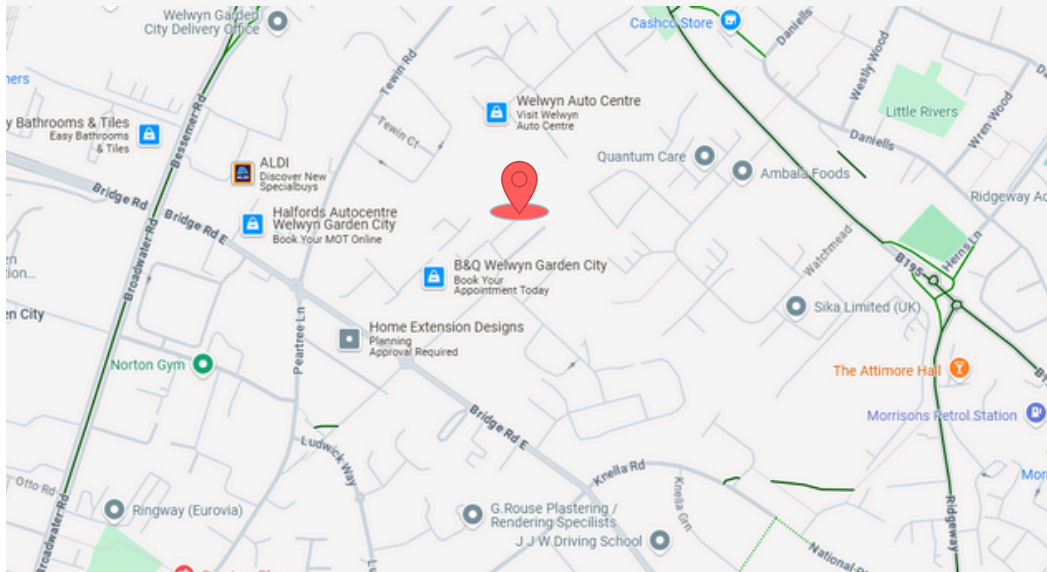 Welwyn Garden
City Delivery Office
Cashco Store
Daniells
Westly Wood
Tewin Rd
Little Rivers
Wren Wood
Welwyn Auto Centre
Visit Welwyn
Auto Centre
Tewin Ct
y Bathrooms & Tiles
Easy Bathrooms
& Tiles
Bessemer Rd
Daniells
Quantum Care
Ambala Foods
ALDI
Discover New
Specialbuys
Bridge Rd
Bridge Rd E
Ridgeway Ac
Halfords Autocentre
Welwyn Garden City
Book Your MOT Online
Watchmead
Herns Ln
B195
Broadwater Rd
B&Q Welwyn Garden City
Book Your
Appointment Today
en City
Sika Limited (UK)
Home Extension Designs
Planning
Approval Required
Peartree Ln
Norton Gym
The Attimore Hall
Morrisons Petrol Station
Bridge Rd E
Ludwick Way
Knella Rd
Otto Rd
Knella Grn
Ringway (Eurovia)
G.Rouse Plastering /
Rendering Specilists
J J W Driving School
Broadwater Rd
Ridgeway